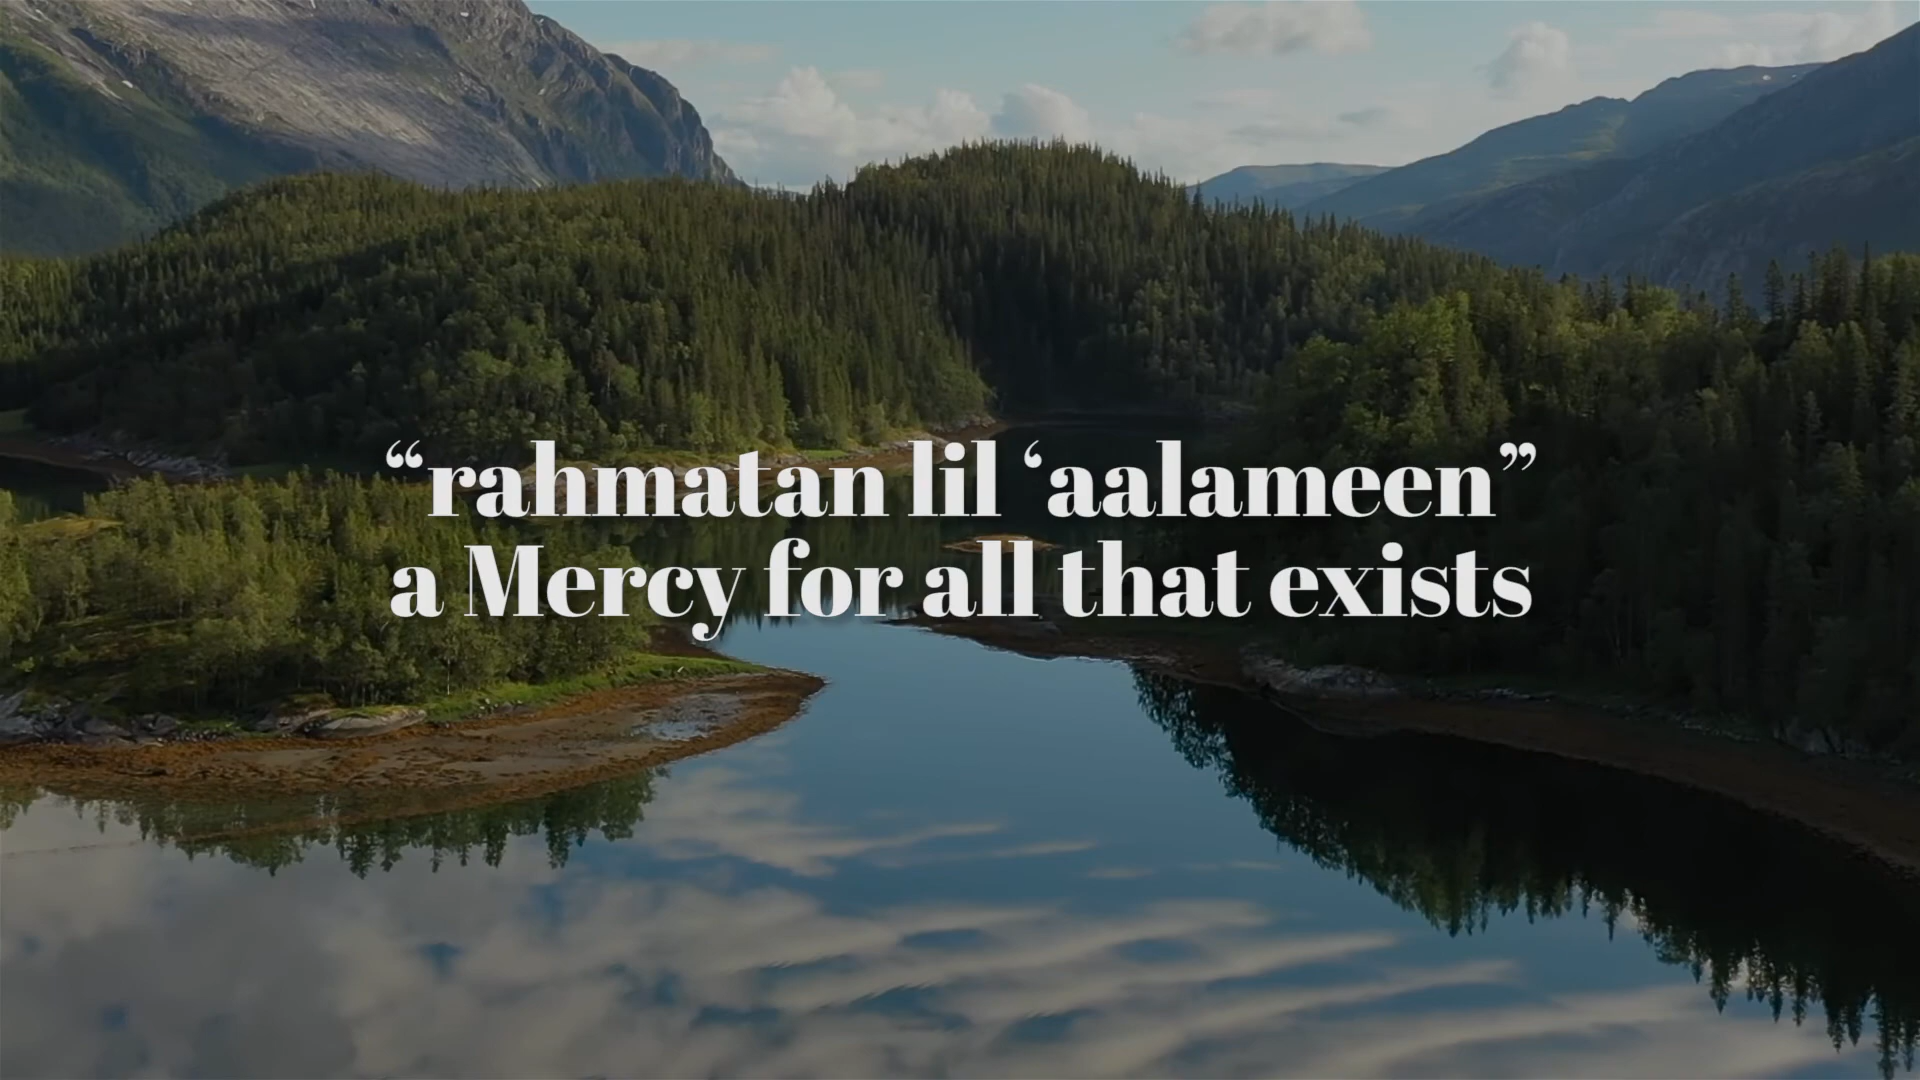 “rahmatan lil ‘aalameen”
a Mercy for all that exists